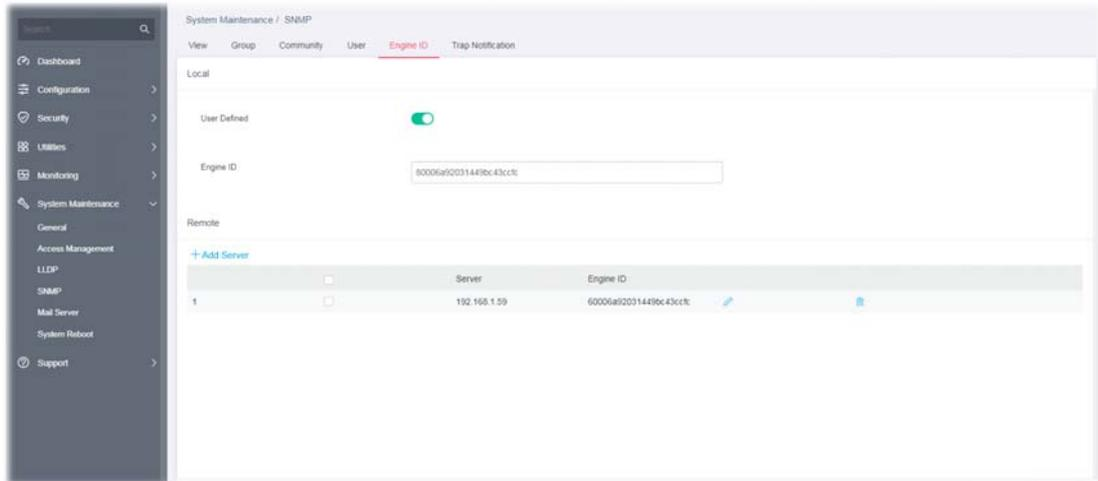 Search
Dashboard
Configuration
Security
Utilities
Monitoring
System Maintenance
General
Access Management
LLDP
SNMP
Mail Server
System Reboot
Support
System Maintenance / SNMP
View Group Community User Engine ID Trap Notification
Local
User Defined
Engine ID
Remote
+Add Server
Server Engine ID
1 192.168.1.59